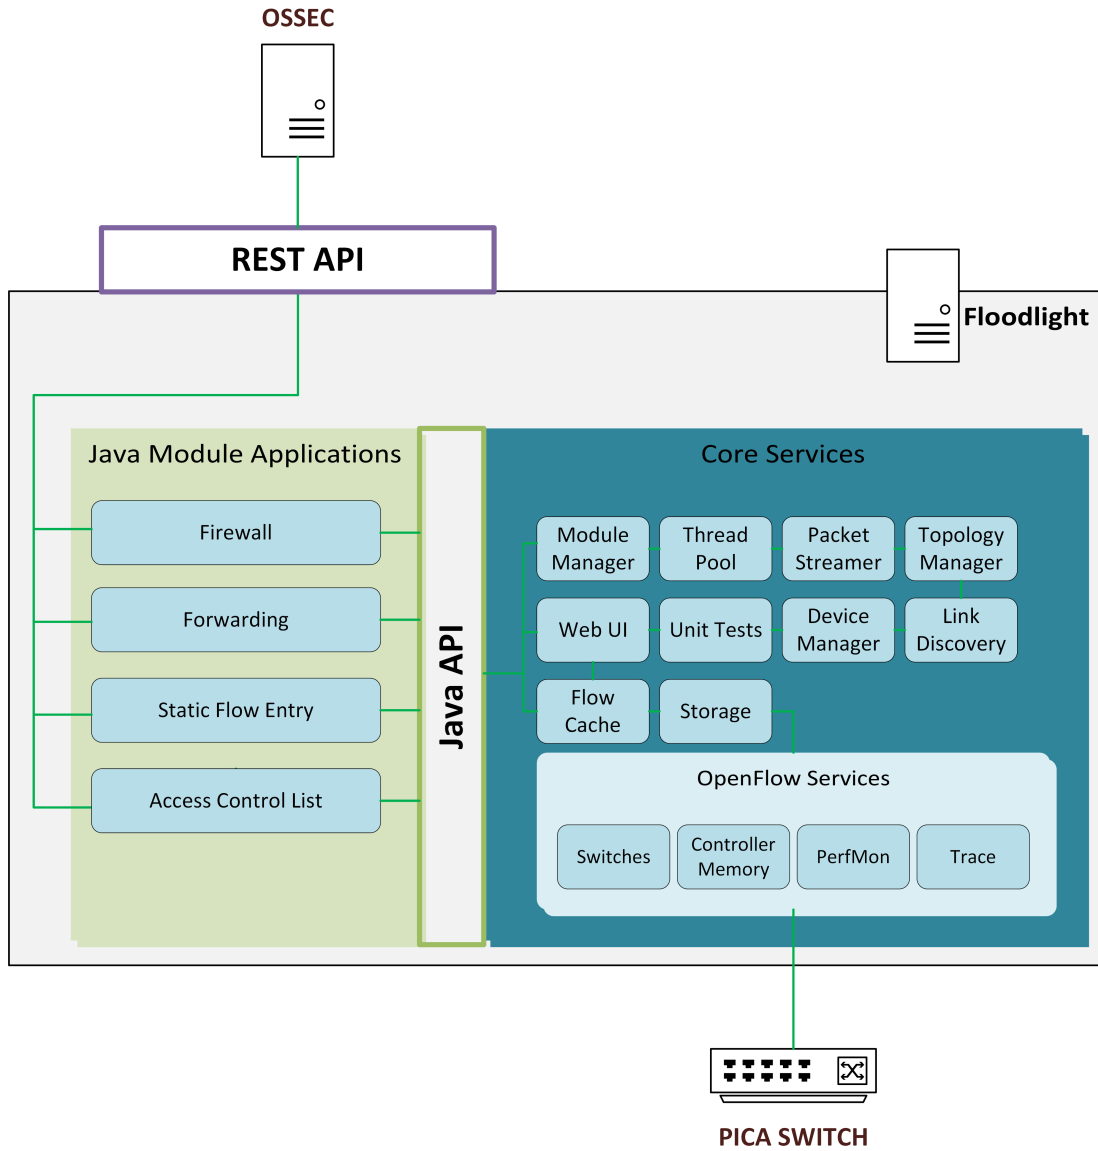 OSSEC
REST API
Floodlight
Java Module Applications
Firewall
Forwarding
Static Flow Entry
Access Control List
Java API
Core Services
Module
Manager
Thread
Pool
Packet
Streamer
Topology
Manager
Web UI
Unit Tests
Device
Manager
Link
Discovery
Flow
Cache
Storage
OpenFlow Services
Switches
Controller
Memory
PerfMon
Trace
PICA SWITCH